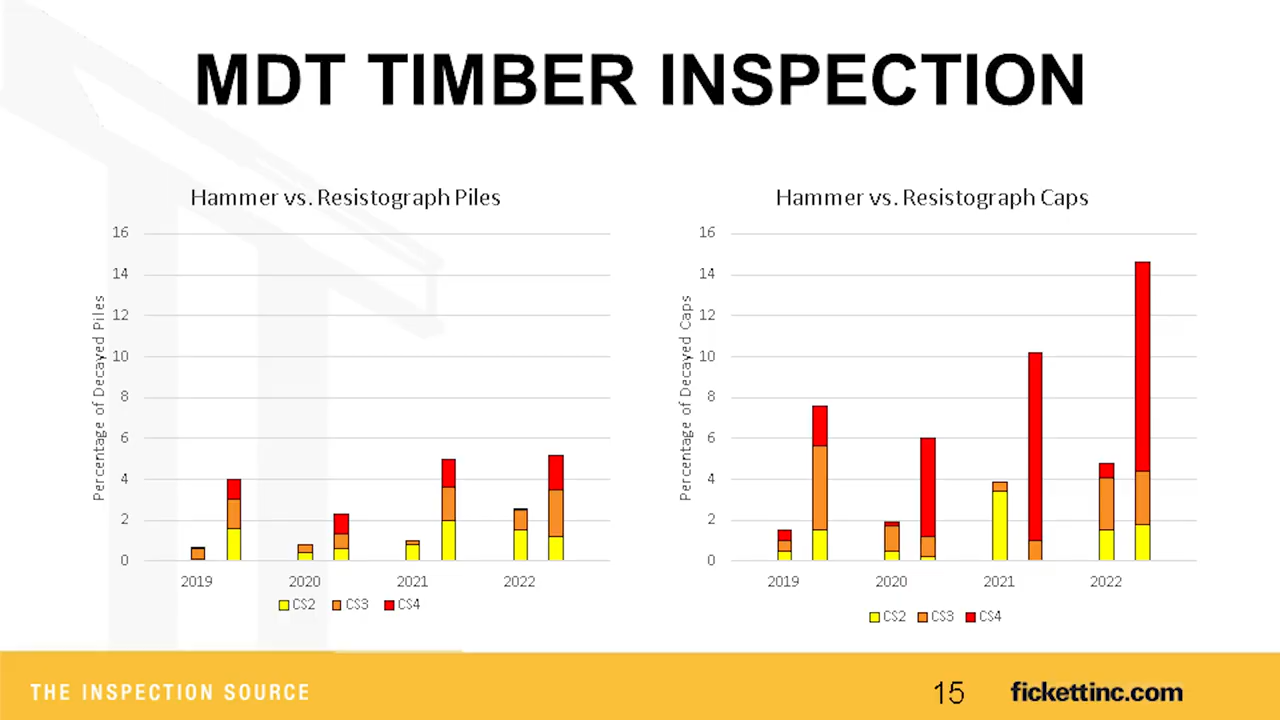 MDT TIMBER INSPECTION
Hammer vs. Resistograph Piles
Percentage of Decayed Piles
16
14
12
10
8
6
4
2
0
2019 2020 2021 2022
CS2 CS3 CS4
Hammer vs. Resistograph Caps
Percentage of Decayed Caps
16
14
12
10
8
6
4
2
0
2019 2020 2021 2022
CS2 CS3 CS4
THE INSPECTION SOURCE 15 fickettinc.com